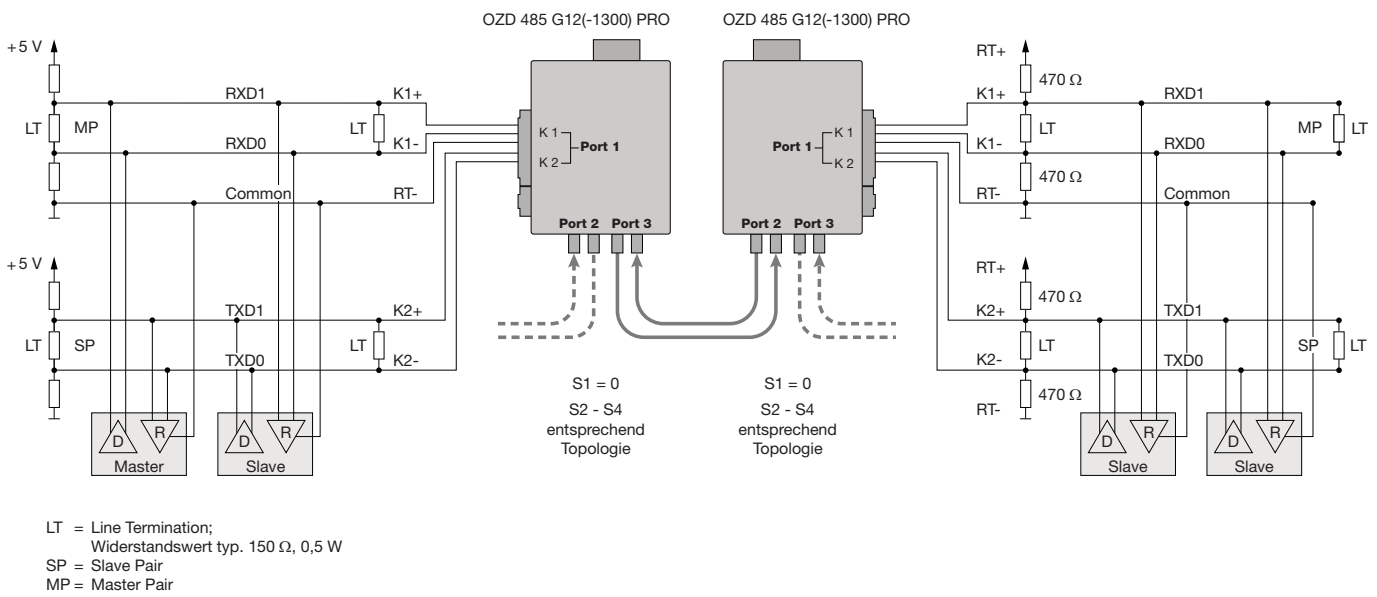 OZD 485 G12(-1300) PRO
OZD 485 G12(-1300) PRO
+5 V
RXD1
K1+
LT
MP
LT
RXD0
K1-
Common
RT-
+5 V
TXD1
K2+
LT
SP
LT
TXD0
K2-
D
R
Master
D
R
Slave
K 1
Port 1
K 2
Port 2
Port 3
K 1
Port 1
K 2
Port 2
Port 3
S1 = 0
S2 - S4
entsprechend
Topologie
S1 = 0
S2 - S4
entsprechend
Topologie
RT+
470 Ω
K1+
RXD1
LT
MP
LT
K1-
RXD0
470 Ω
RT-
Common
RT+
470 Ω
K2+
TXD1
LT
SP
LT
K2-
TXD0
470 Ω
RT-
D
R
Slave
D
R
Slave
LT = Line Termination;
Widerstandswert typ. 150 Ω, 0,5 W
SP = Slave Pair
MP = Master Pair